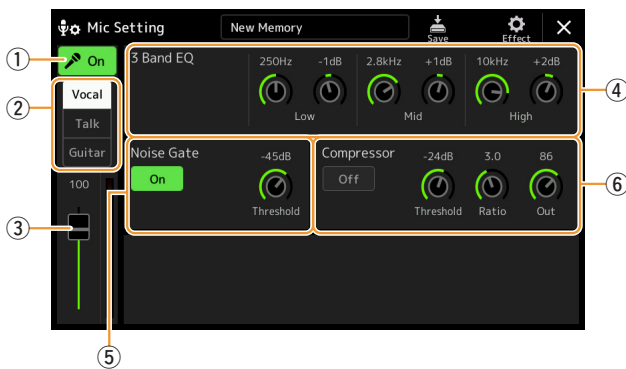 Mic Setting New Memory Save Effect
① On
② Vocal
Talk
Guitar
100
③
3 Band EQ
250Hz -1dB 2.8kHz +1dB 10kHz +2dB
Low Mid High
④
Noise Gate
On
-45dB
Threshold
⑤
Compressor
Off
-24dB 3.0 86
Threshold Ratio Out
⑥